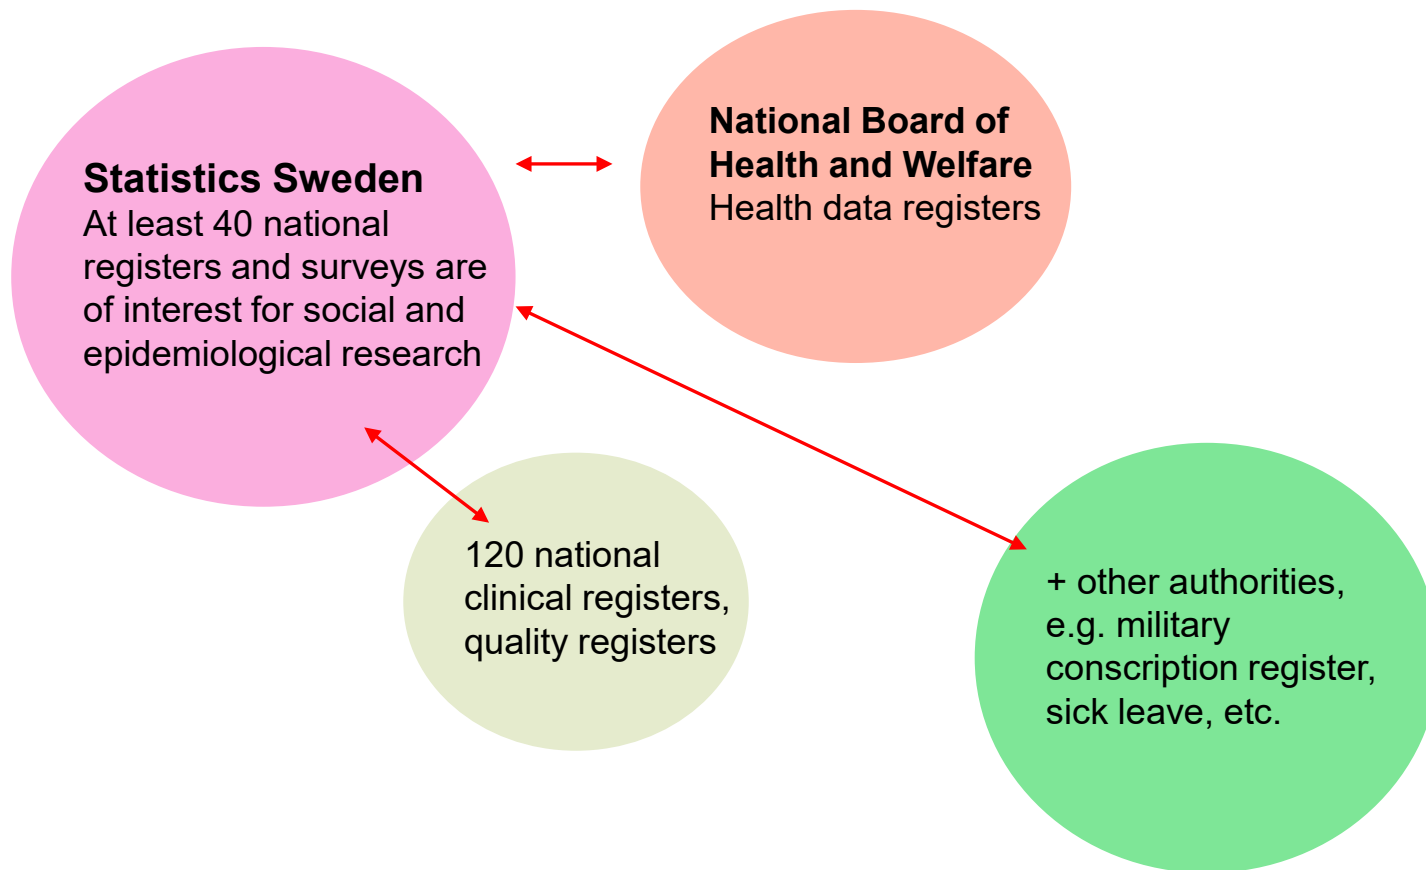 Statistics Sweden
At least 40 national
registers and surveys are
of interest for social and
epidemiological research
National Board of
Health and Welfare
Health data registers
120 national
clinical registers,
quality registers
+ other authorities,
e.g. military
conscription register,
sick leave, etc.